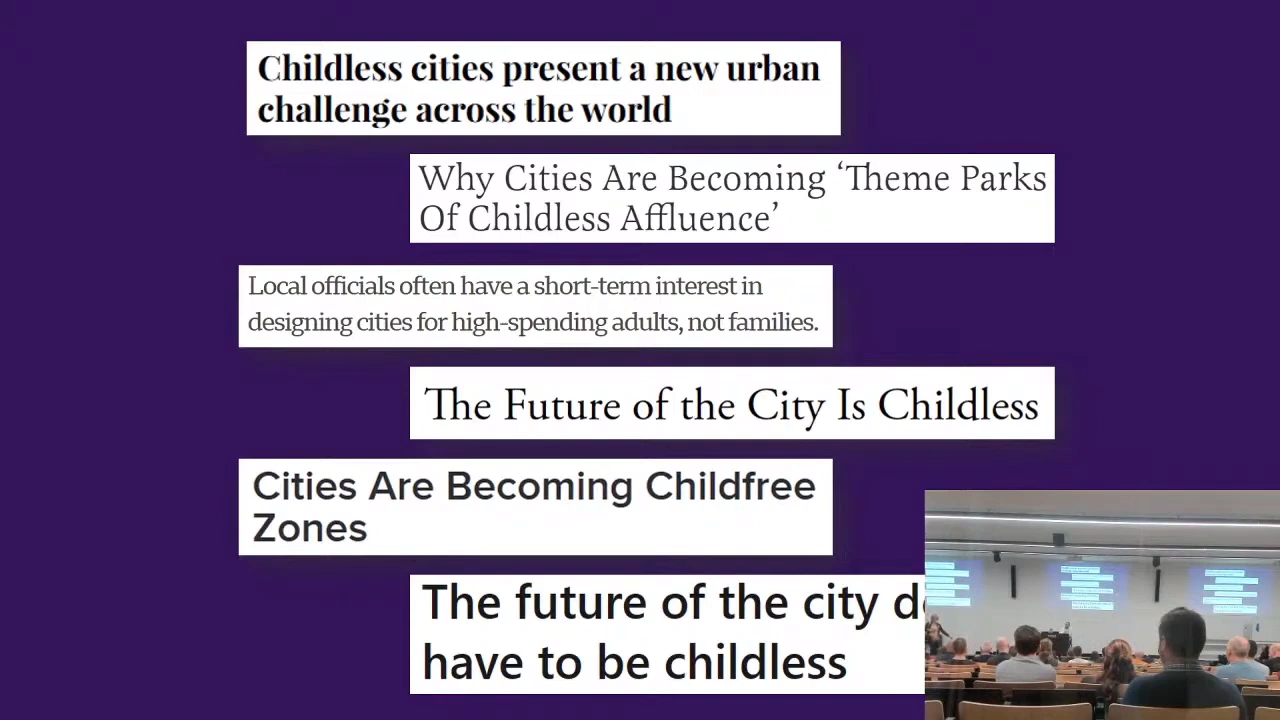 Childless cities present a new urban
challenge across the world
Why Cities Are Becoming ‘Theme Parks
Of Childless Affluence’
Local officials often have a short-term interest in
designing cities for high-spending adults, not families.
The Future of the City Is Childless
Cities Are Becoming Childfree
Zones
The future of the city
have to be childless